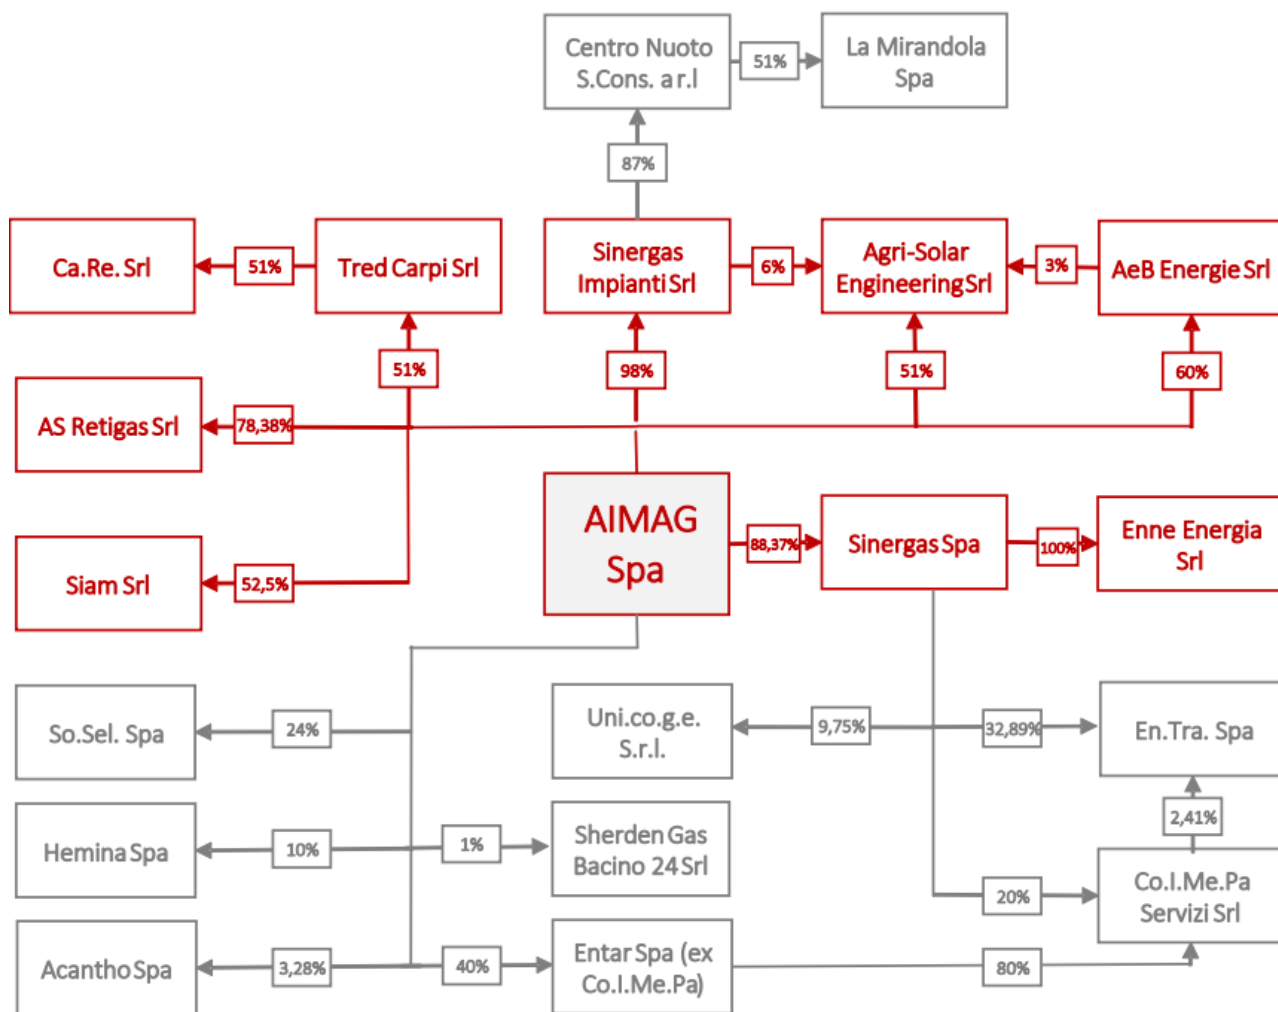 Centro Nuoto
S.Cons. a r.l
51%
La Mirandola
Spa
87%
Ca.Re. Srl
51%
Tred Carpi Srl
Sinergas
Impianti Srl
6%
Agri-Solar
Engineering Srl
3%
AeB Energie Srl
51%
98%
51%
60%
AS Retigas Srl
78,38%
AIMAG
Spa
88,37%
Sinergas Spa
100%
Enne Energia
Srl
Siam Srl
52,5%
So.Sel. Spa
24%
Uni.co.g.e.
S.r.l.
9,75%
32,89%
En.Tra. Spa
2,41%
Hemina Spa
10%
1%
Sherden Gas
Bacino 24 Srl
20%
Co.I.Me.Pa
Servizi Srl
Acantho Spa
3,28%
40%
Entar Spa (ex
Co.I.Me.Pa)
80%